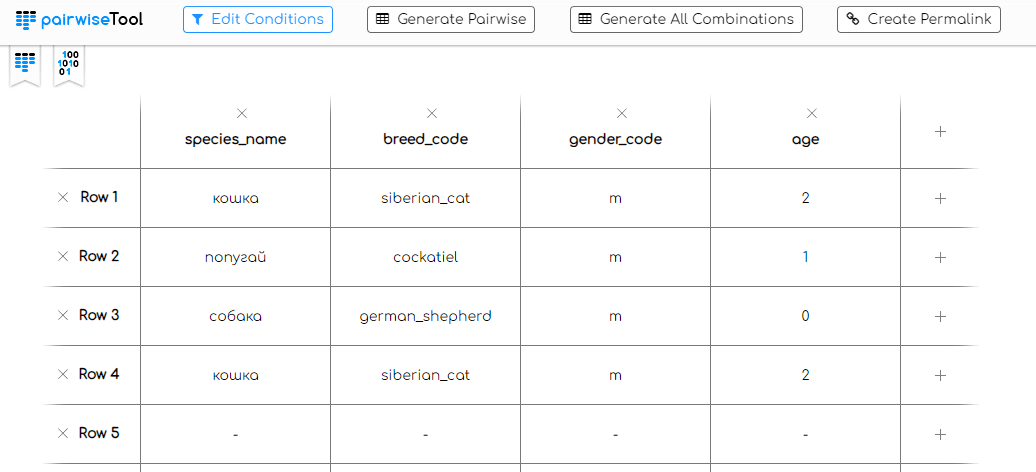 pairwiseTool Edit Conditions Generate Pairwise Generate All Combinations Create Permalink
100
1010
01
species_name breed_code gender_code age +
Row 1 кошка siberian_cat m 2 +
Row 2 попугай cockatiel m 1 +
Row 3 собака german_shepherd m 0 +
Row 4 кошка siberian_cat m 2 +
Row 5 - - - - +